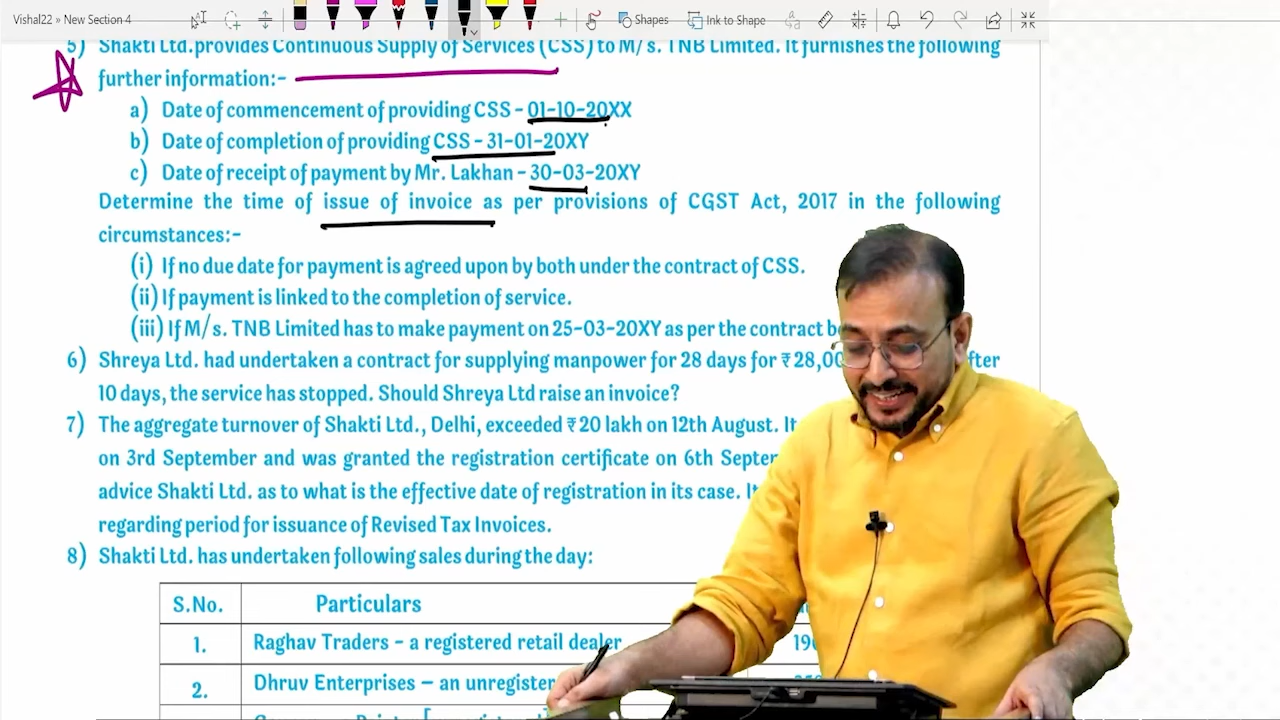 Vishal22 » New Section 4
Shapes
Ink to Shape
5) Shakti Ltd.provides Continuous Supply of Services (CSS) to M/s. TNB Limited. It furnishes the following
further information:-
a) Date of commencement of providing CSS - 01-10-20XX
b) Date of completion of providing CSS - 31-01-20XY
c) Date of receipt of payment by Mr. Lakhan - 30-03-20XY
Determine the time of issue of invoice as per provisions of CGST Act, 2017 in the following
circumstances:-
(i) If no due date for payment is agreed upon by both under the contract of CSS.
(ii) If payment is linked to the completion of service.
(iii) If M/s. TNB Limited has to make payment on 25-03-20XY as per the contract
6) Shreya Ltd. had undertaken a contract for supplying manpower for 28 days for ₹
10 days, the service has stopped. Should Shreya Ltd raise an invoice?
7) The aggregate turnover of Shakti Ltd., Delhi, exceeded ₹ 20 lakh on 12th August.
on 3rd September and was granted the registration certificate on 6th
advice Shakti Ltd. as to what is the effective date of registration in its case.
regarding period for issuance of Revised Tax Invoices.
8) Shakti Ltd. has undertaken following sales during the day:
S.No. Particulars
1. Raghav Traders - a registered retail dealer
2. Dhruv Enterprises – an